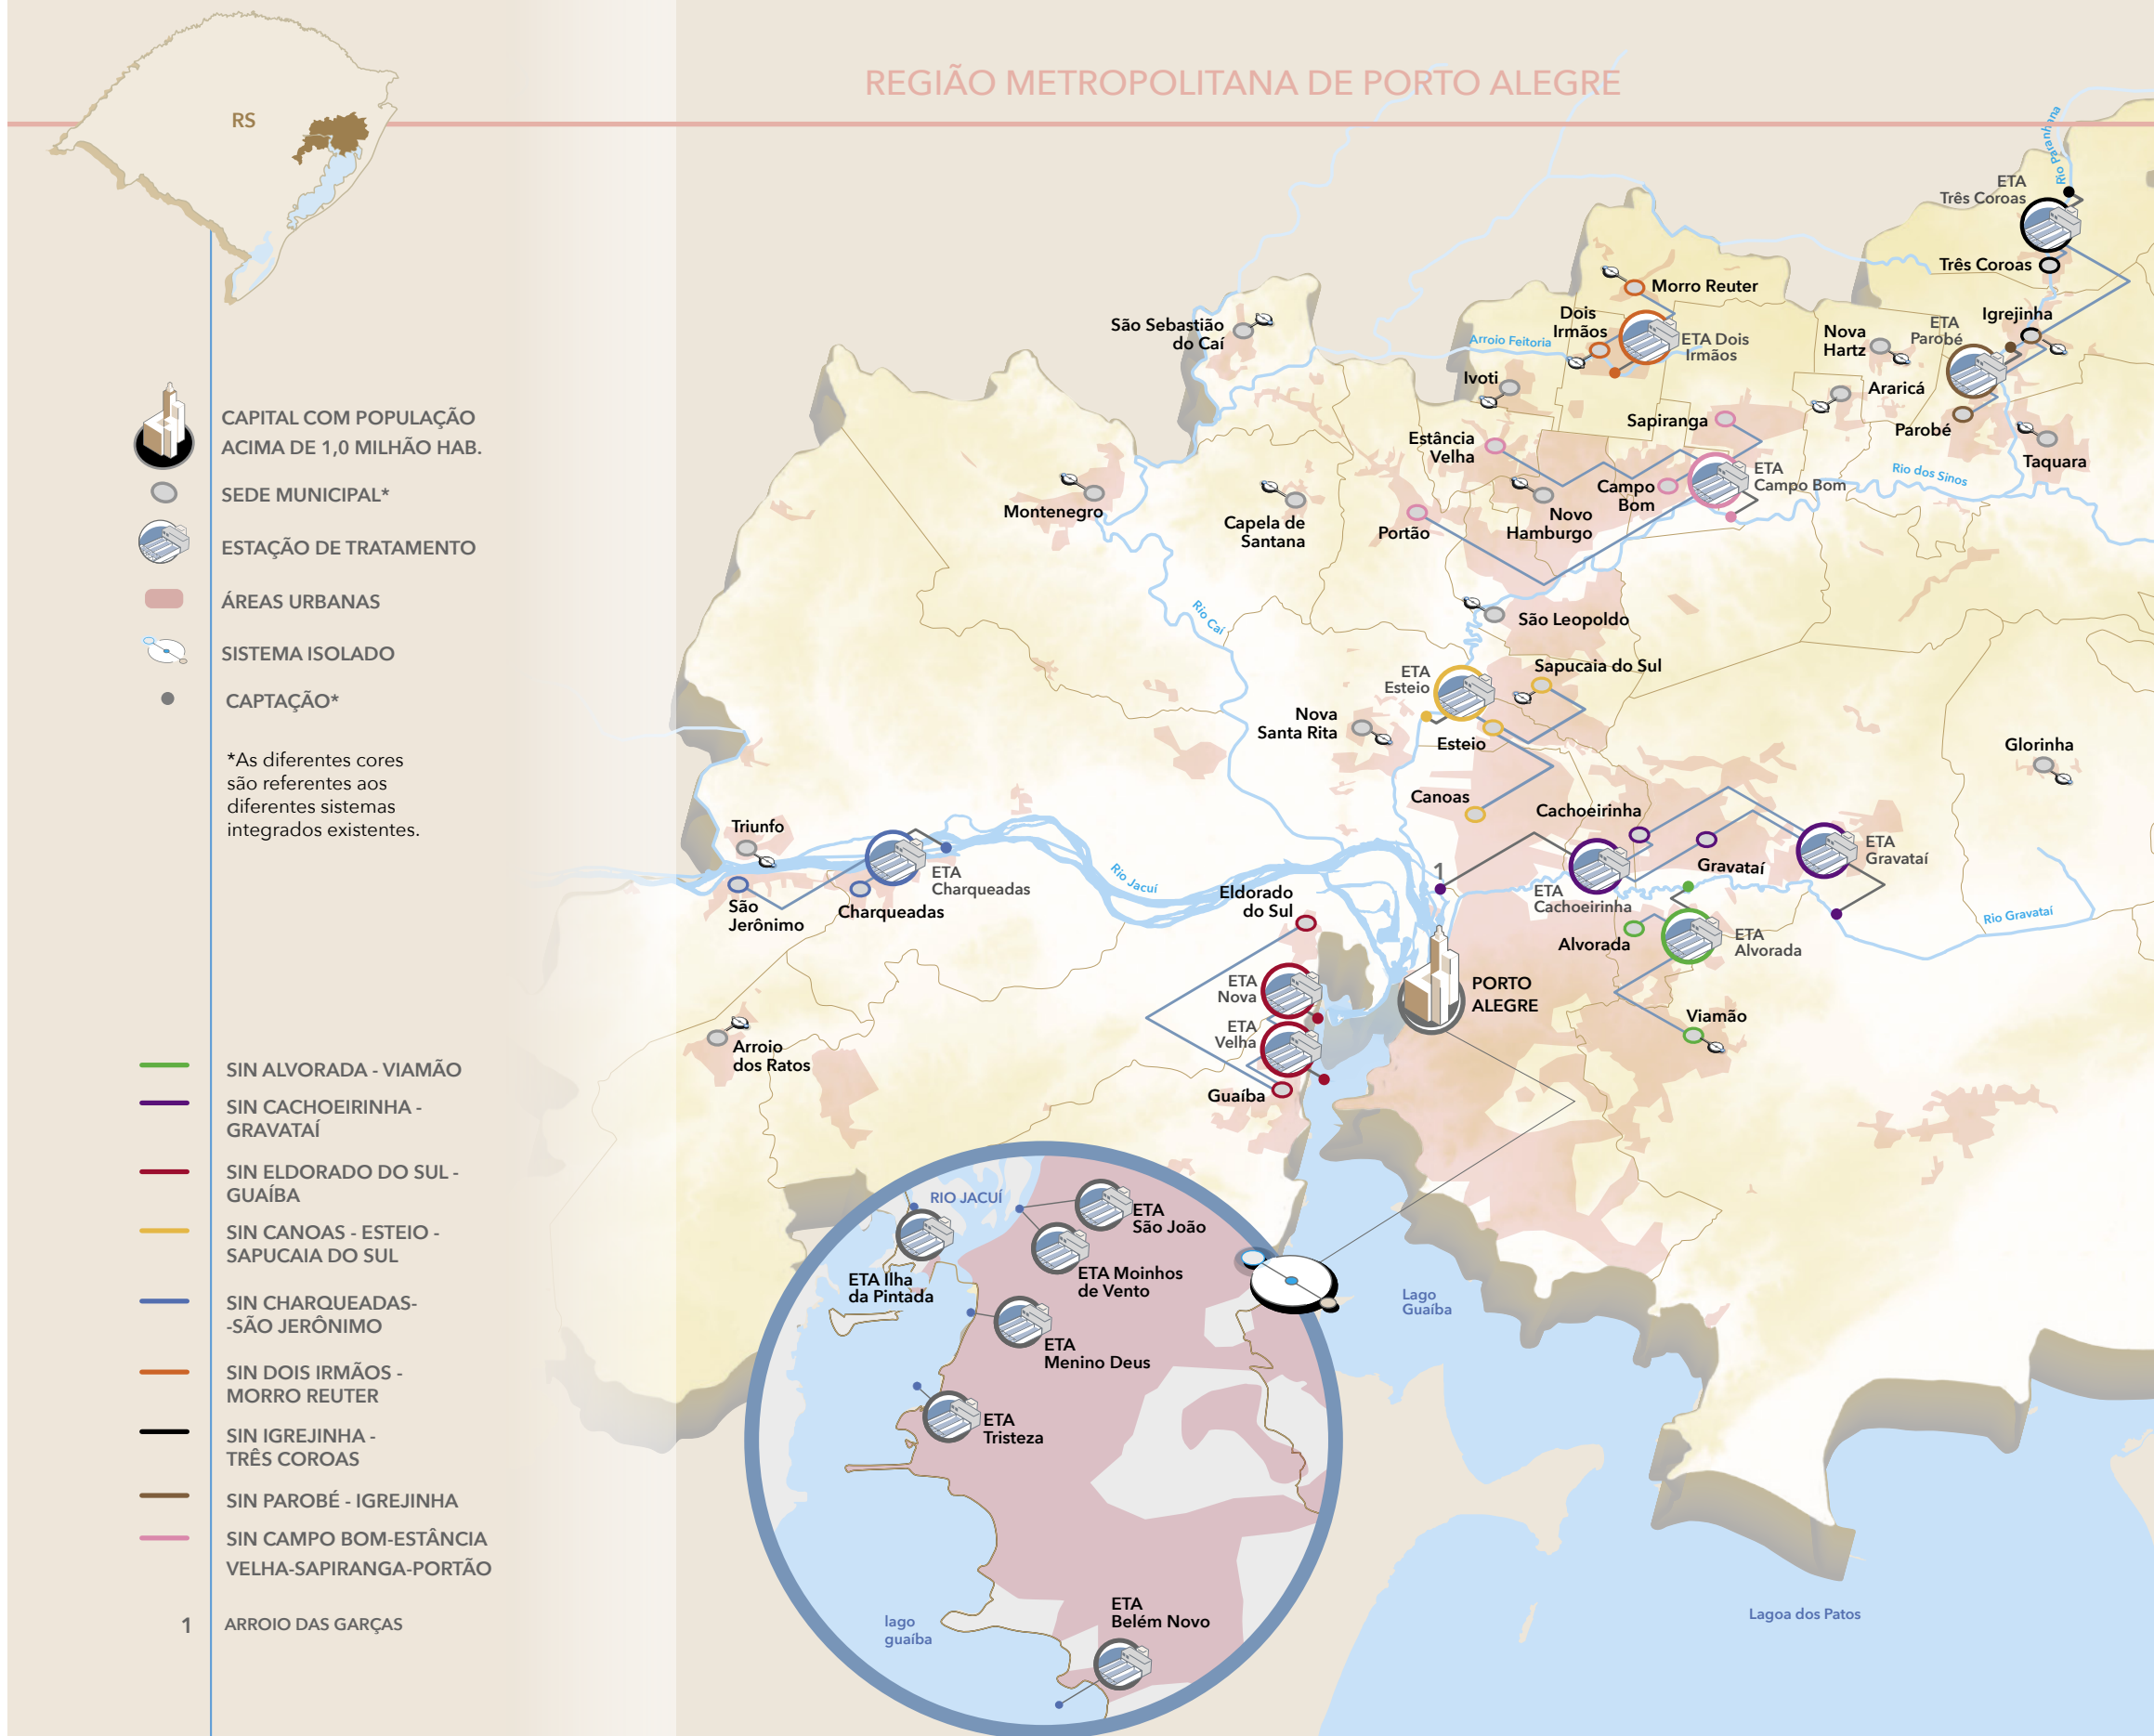 REGIÃO METROPOLITANA DE PORTO ALEGRE
RS
CAPITAL COM POPULAÇÃO
ACIMA DE 1,0 MILHÃO HAB.
SEDE MUNICIPAL*
ESTAÇÃO DE TRATAMENTO
ÁREAS URBANAS
SISTEMA ISOLADO
CAPTAÇÃO*
*As diferentes cores
são referentes aos
diferentes sistemas
integrados existentes.
SIN ALVORADA - VIAMÃO
SIN CACHOEIRINHA -
GRAVATAÍ
SIN ELDORADO DO SUL -
GUAÍBA
SIN CANOAS - ESTEIO -
SAPUCAIA DO SUL
SIN CHARQUEADAS-
-SÃO JERÔNIMO
SIN DOIS IRMÃOS -
MORRO REUTER
SIN IGREJINHA -
TRÊS COROAS
SIN PAROBÉ - IGREJINHA
SIN CAMPO BOM-ESTÂNCIA
VELHA-SAPIRANGA-PORTÃO
1 ARROIO DAS GARÇAS
Rio Paranhana
ETA
Três Coroas
Três Coroas
Morro Reuter
Dois
Irmãos
ETA Dois
Irmãos
Arroio Feitoria
Igrejinha
ETA
Parobé
Nova
Hartz
São Sebastião
do Caí
Ivoti
Araricá
Sapiranga
Parobé
Estância
Velha
Taquara
ETA
Campo Bom
Rio dos Sinos
Campo
Bom
Montenegro
Capela de
Santana
Portão
Novo
Hamburgo
Rio Caí
São Leopoldo
Sapucaia do Sul
ETA
Esteio
Nova
Santa Rita
Esteio
Glorinha
Canoas
Cachoeirinha
Triunfo
Gravataí
ETA
Gravataí
1
ETA
Charqueadas
Rio Jacuí
São
Jerônimo
Charqueadas
Eldorado
do Sul
ETA
Cachoeirinha
Rio Gravataí
Alvorada
ETA
Alvorada
ETA
Nova
PORTO
ALEGRE
ETA
Velha
Viamão
Arroio
dos Ratos
Guaíba
RIO JACUÍ
ETA
São João
ETA Ilha
da Pintada
ETA Moinhos
de Vento
Lago
Guaíba
ETA
Menino Deus
ETA
Tristeza
ETA
Belém Novo
lago
guaíba
Lagoa dos Patos